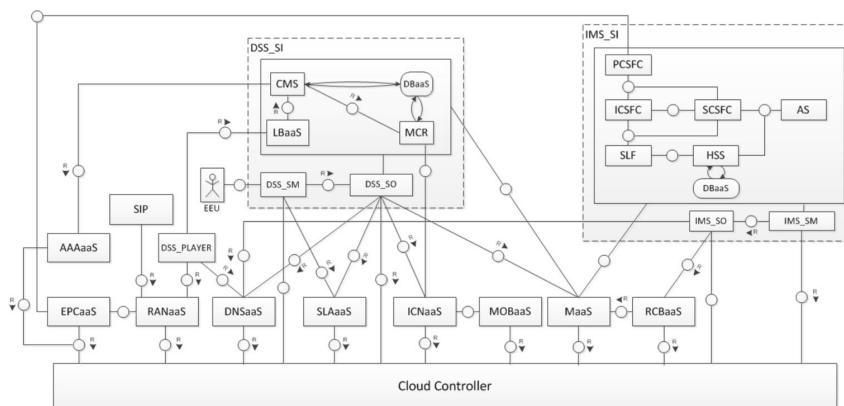 DSS_SI
IMS_SI
PCSFC
CMS
DBaaS
R
R
ICSFC
SCSFC
AS
R
LBaaS
MCR
SLF
HSS
R
R
EEU
DSS_SM
DSS_SO
DBaaS
SIP
IMS_SO
R
IMS_SM
AAAaaS
DSS_PLAYER
R
R
R
R
R
R
R
R
R
R
R
R
R
EPCaaS
RANaaS
DNSaaS
SLAaaS
ICNaaS
MOBaaS
MaaS
R
RCBaaS
R
R
R
R
R
R
R
R
Cloud Controller